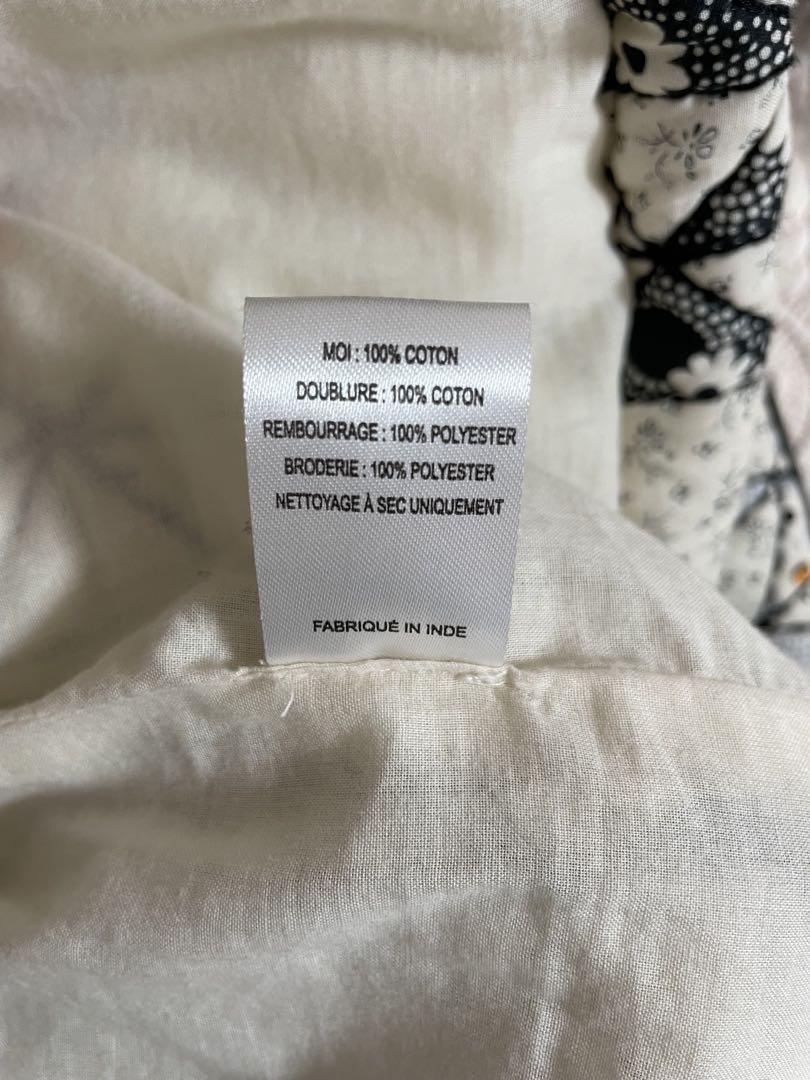 MOI : 100% COTON
DOUBLURE : 100% COTON
REMBOURRAGE : 100% POLYESTER
BRODERIE : 100% POLYESTER
NETTOYAGE À SEC UNIQUEMENT
FABRIQUÉ IN INDE